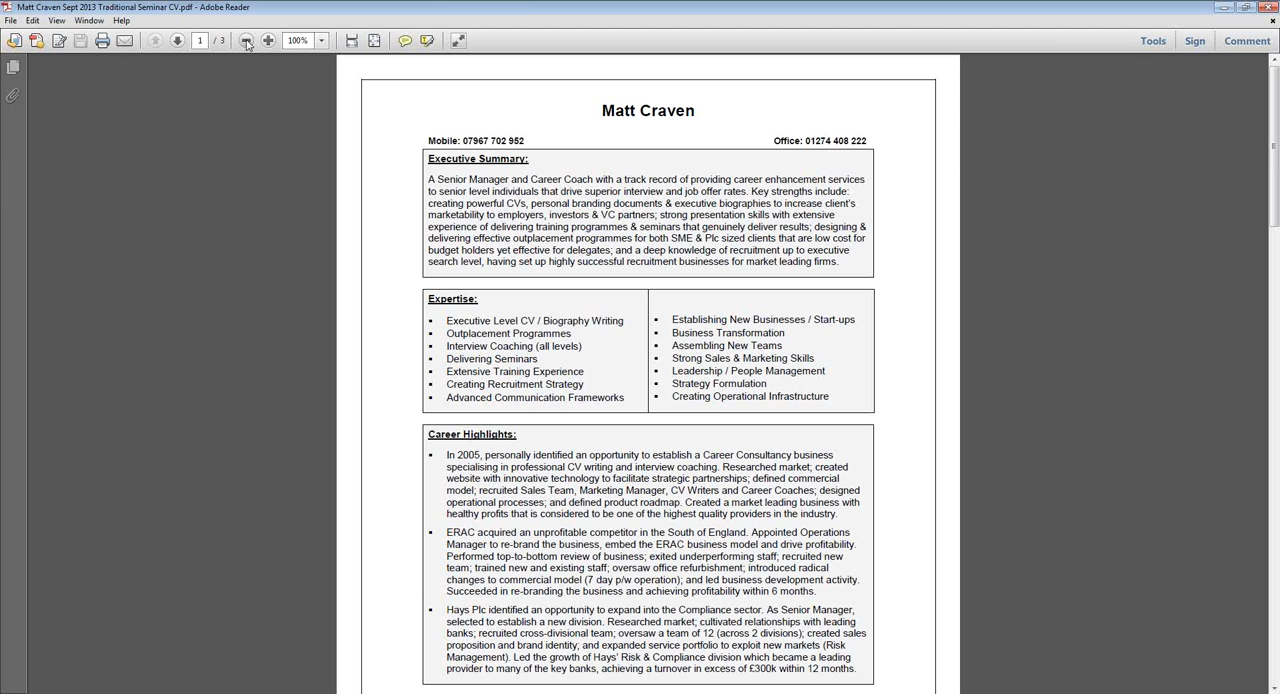 Matt Craven Sept 2013 Traditional Seminar CV.pdf - Adobe Reader
File Edit View Window Help
1 / 3 100% Tools Sign Comment
Matt Craven
Mobile: 07967 702 952 Office: 01274 408 222
Executive Summary:
A Senior Manager and Career Coach with a track record of providing career enhancement services
to senior level individuals that drive superior interview and job offer rates. Key strengths include:
creating powerful CVs, personal branding documents & executive biographies to increase client's
marketability to employers, investors & VC partners; strong presentation skills with extensive
experience of delivering training programmes & seminars that genuinely deliver results; designing &
delivering effective outplacement programmes for both SME & Plc sized clients that are low cost for
budget holders yet effective for delegates; and a deep knowledge of recruitment up to executive
search level, having set up highly successful recruitment businesses for market leading firms.
Expertise:
Executive Level CV / Biography Writing
Outplacement Programmes
Interview Coaching (all levels)
Delivering Seminars
Extensive Training Experience
Creating Recruitment Strategy
Advanced Communication Frameworks
Establishing New Businesses / Start-ups
Business Transformation
Assembling New Teams
Strong Sales & Marketing Skills
Leadership / People Management
Strategy Formulation
Creating Operational Infrastructure
Career Highlights:
In 2005, personally identified an opportunity to establish a Career Consultancy business
specialising in professional CV writing and interview coaching. Researched market; created
website with innovative technology to facilitate strategic partnerships; defined commercial
model; recruited Sales Team, Marketing Manager, CV Writers and Career Coaches; designed
operational processes; and defined product roadmap. Created a market leading business with
healthy profits that is considered to be one of the highest quality providers in the industry.
ERAC acquired an unprofitable competitor in the South of England. Appointed Operations
Manager to re-brand the business, embed the ERAC business model and drive profitability.
Performed top-to-bottom review of business; exited underperforming staff; recruited new
team; trained new and existing staff; oversaw office refurbishment; introduced radical
changes to commercial model (7 day p/w operation); and led business development activity.
Succeeded in re-branding the business and achieving profitability within 6 months.
Hays Plc identified an opportunity to expand into the Compliance sector. As Senior Manager,
selected to establish a new division. Researched market; cultivated relationships with leading
banks; recruited cross-divisional team; oversaw a team of 12 (across 2 divisions); created sales
proposition and brand identity; and expanded service portfolio to exploit new markets (Risk
Management). Led the growth of Hays' Risk & Compliance division which became a leading
provider to many of the key banks, achieving a turnover in excess of £300k within 12 months.